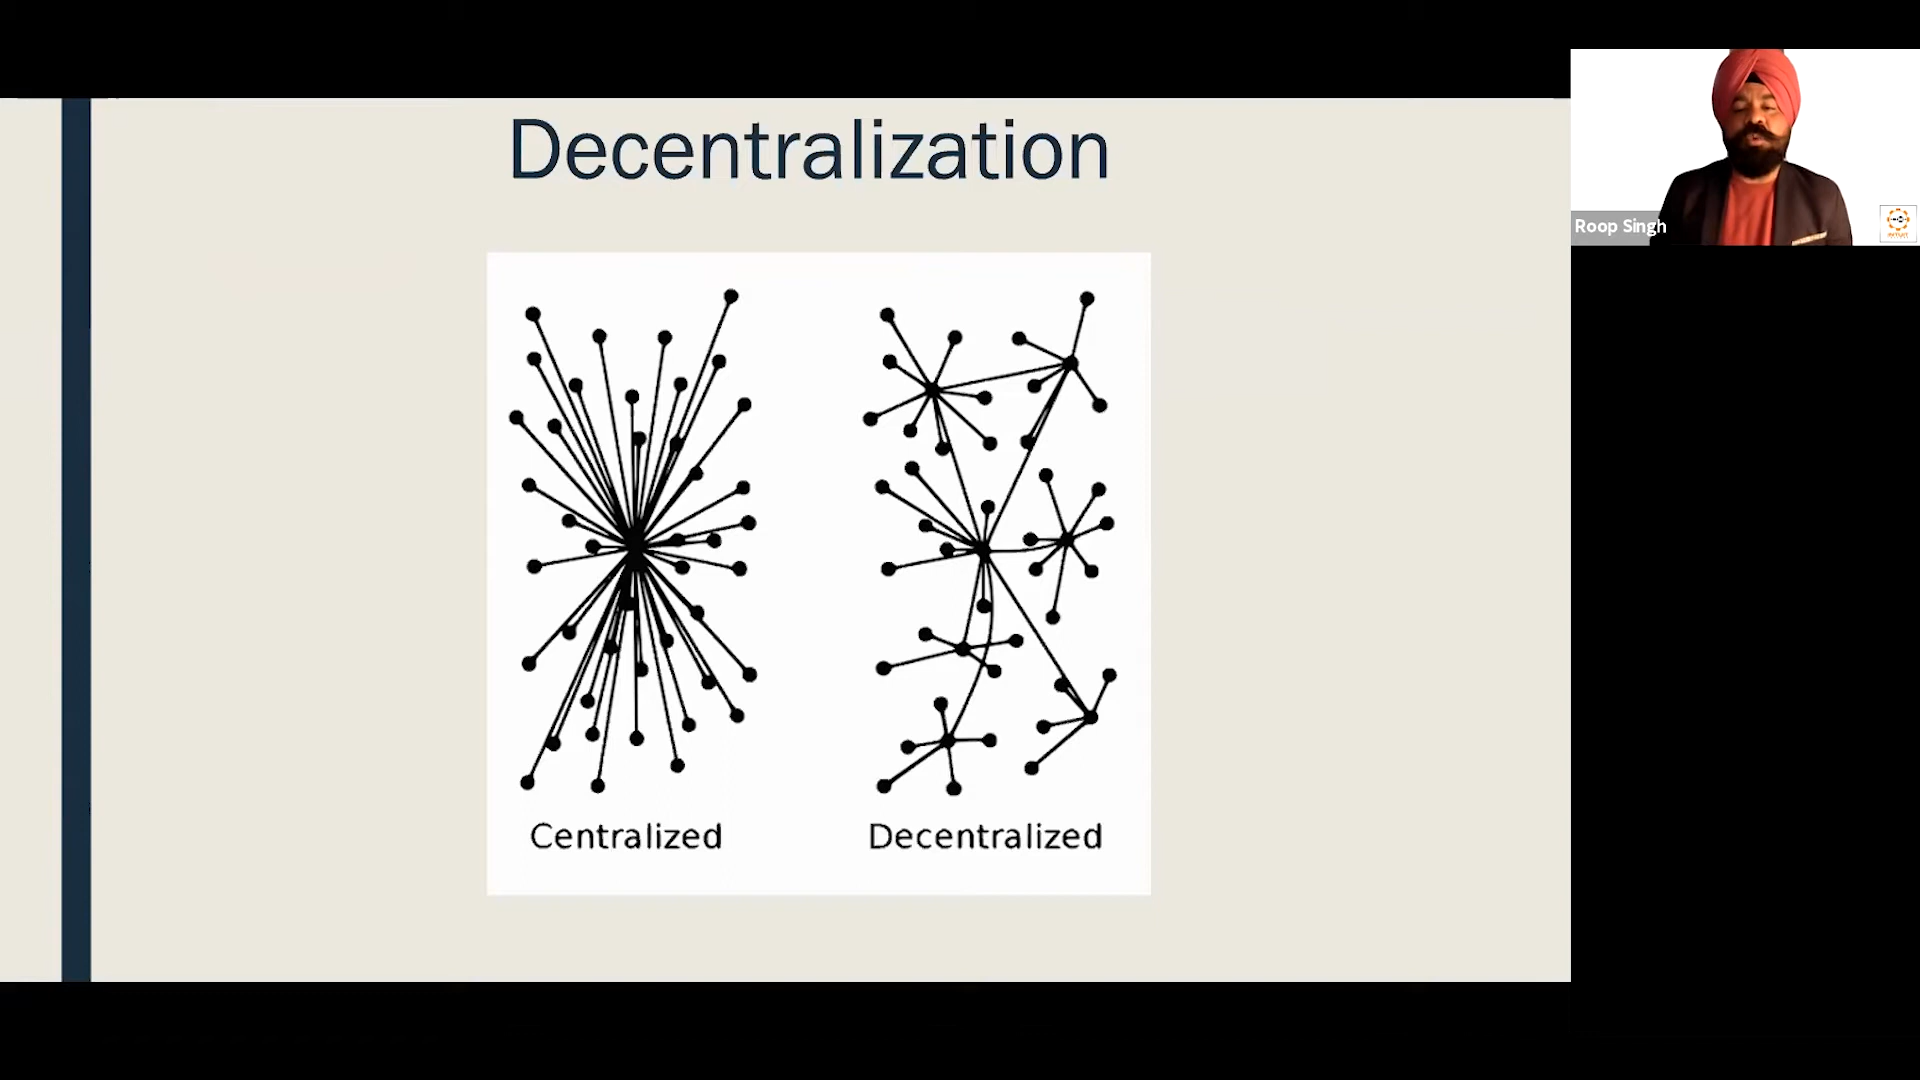 Decentralization
Roop Singh
Centralized
Decentralized